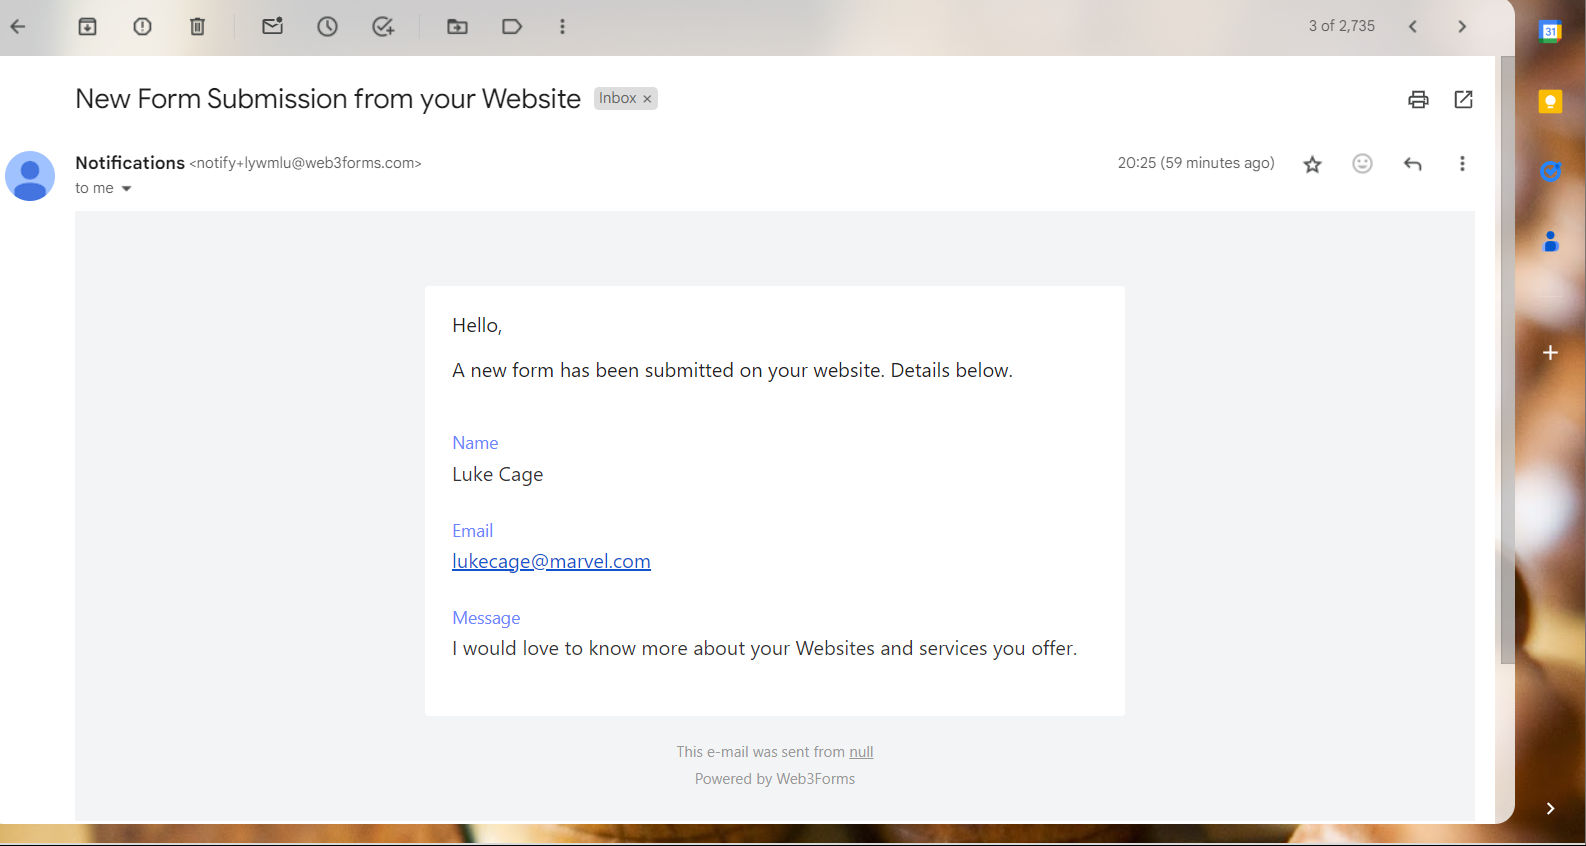 3 of 2,735
New Form Submission from your Website Inbox ×
Notifications <notify+lywmlu@web3forms.com> 20:25 (59 minutes ago)
to me
Hello,
A new form has been submitted on your website. Details below.
Name
Luke Cage
Email
lukecage@marvel.com
Message
I would love to know more about your Websites and services you offer.
This e-mail was sent from null
Powered by Web3Forms
31